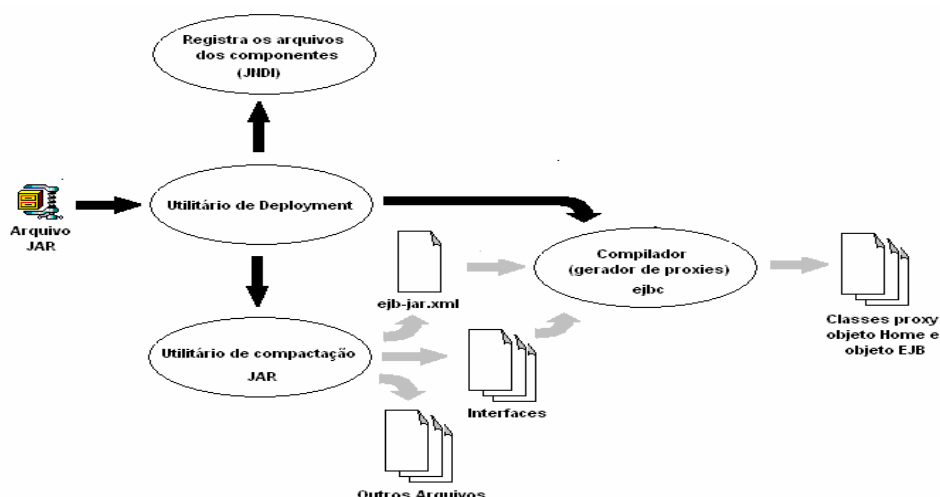 Registra os arquivos
dos componentes
(JNDI)
Utilitário de Deployment
Arquivo
JAR
Compilador
(gerador de proxies)
ejbc
ejb-jar.xml
Classes proxy
objeto Home e
objeto EJB
Utilitário de compactação
JAR
Interfaces
Outros Arquivos